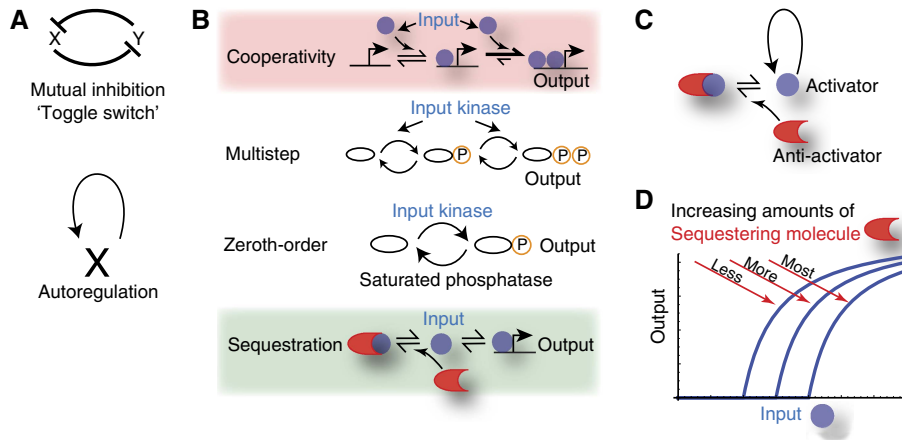 A
X
Y
Mutual inhibition
'Toggle switch'
X
Autoregulation
B
Input
Cooperativity
Output
Input kinase
Multistep
P
P P
Output
Input kinase
Zeroth-order
P
Output
Saturated phosphatase
Input
Sequestration
Output
C
Activator
Anti-activator
D
Increasing amounts of
Sequestering molecule
Less
More
Most
Output
Input